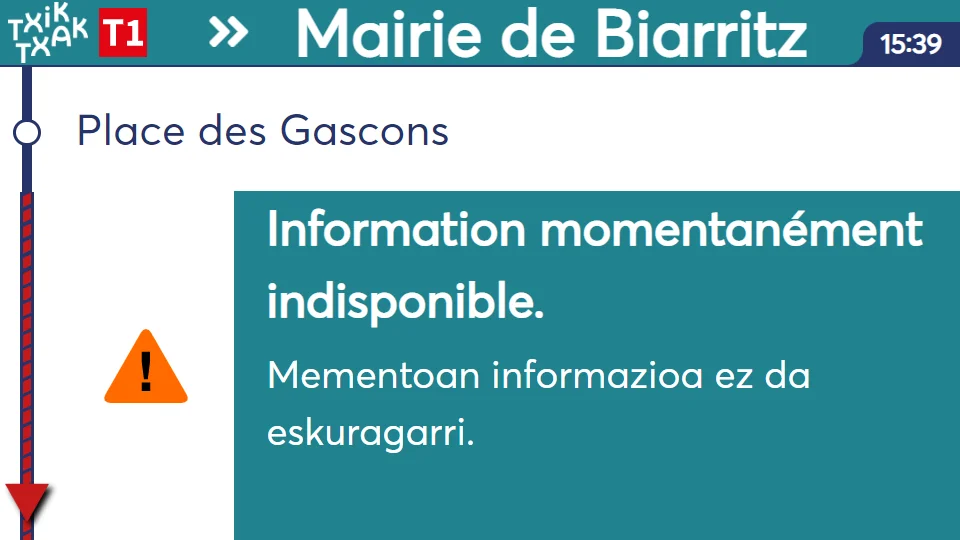 TXiK
TXAK
T1
» Mairie de Biarritz
15:39
Place des Gascons
Information momentanément
indisponible.
!
Mementoan informazioa ez da
eskuragarri.